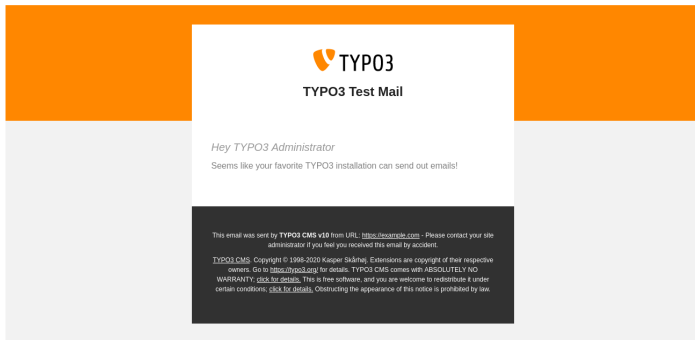 TYPO3
TYPO3 Test Mail
Hey TYPO3 Administrator
Seems like your favorite TYPO3 installation can send out emails!
This email was sent by TYPO3 CMS v10 from URL: https://example.com - Please contact your site
administrator if you feel you received this email by accident.
TYPO3 CMS. Copyright © 1998-2020 Kasper Skårhøj. Extensions are copyright of their respective
owners. Go to https://typo3.org/ for details. TYPO3 CMS comes with ABSOLUTELY NO
WARRANTY; click for details. This is free software, and you are welcome to redistribute it under
certain conditions; click for details. Obstructing the appearance of this notice is prohibited by law.